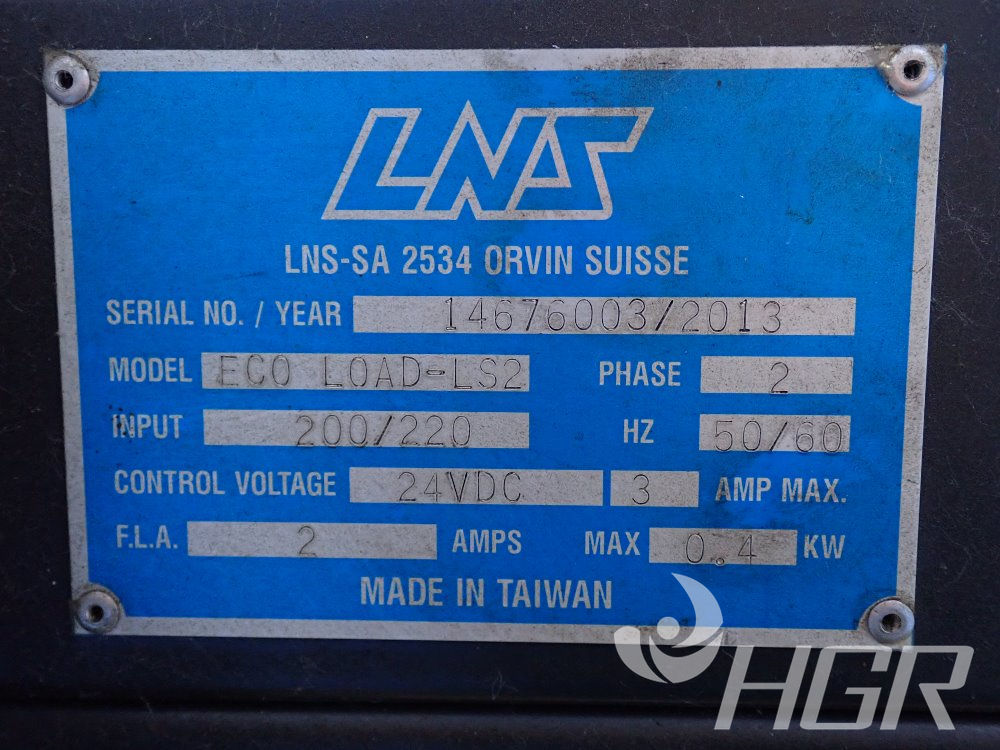 LNS
LNS-SA 2534 ORVIN SUISSE
SERIAL NO. / YEAR 14676003/2013
MODEL ECO LOAD-LS2 PHASE 2
INPUT 200/220 HZ 50/60
CONTROL VOLTAGE 24VDC 3 AMP MAX.
F.L.A. 2 AMPS MAX 0.4 KW
MADE IN TAIWAN
HGR